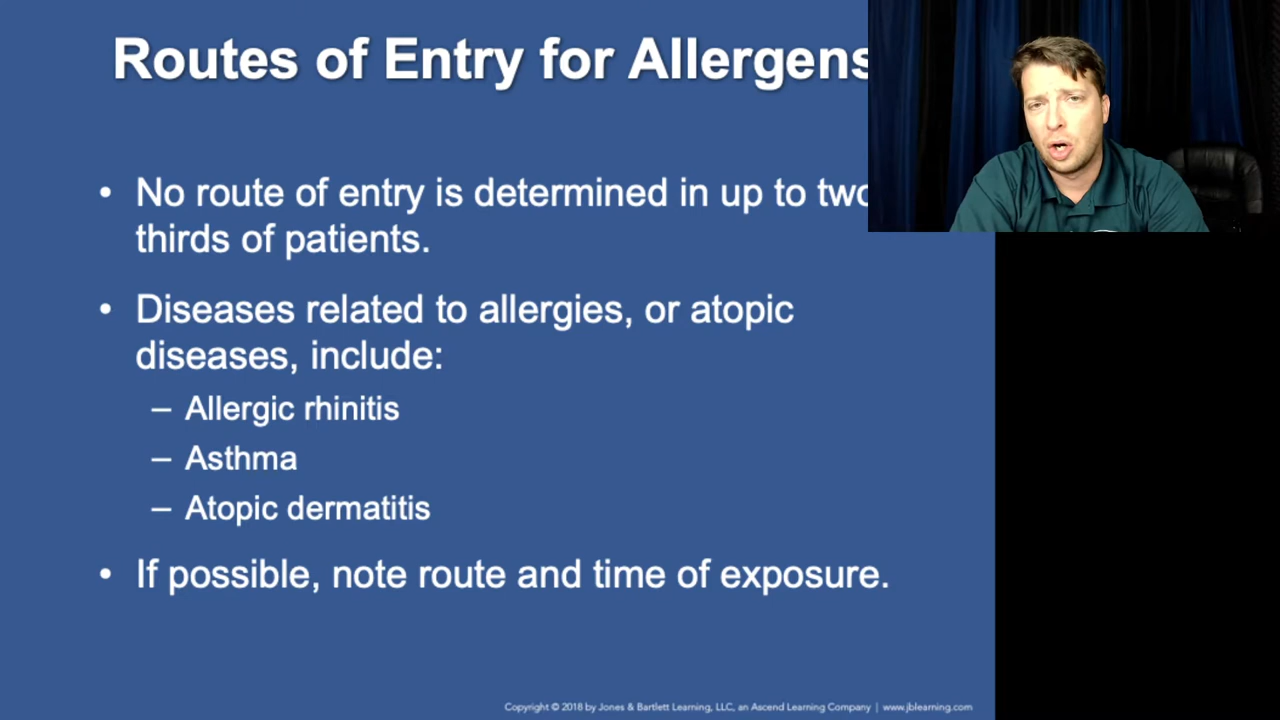 Routes of Entry for Allergens
• No route of entry is determined in up to two
thirds of patients.
• Diseases related to allergies, or atopic
diseases, include:
– Allergic rhinitis
– Asthma
– Atopic dermatitis
• If possible, note route and time of exposure.
Copyright © 2018 by Jones & Bartlett Learning, LLC, an Ascend Learning Company | www.jblearning.com